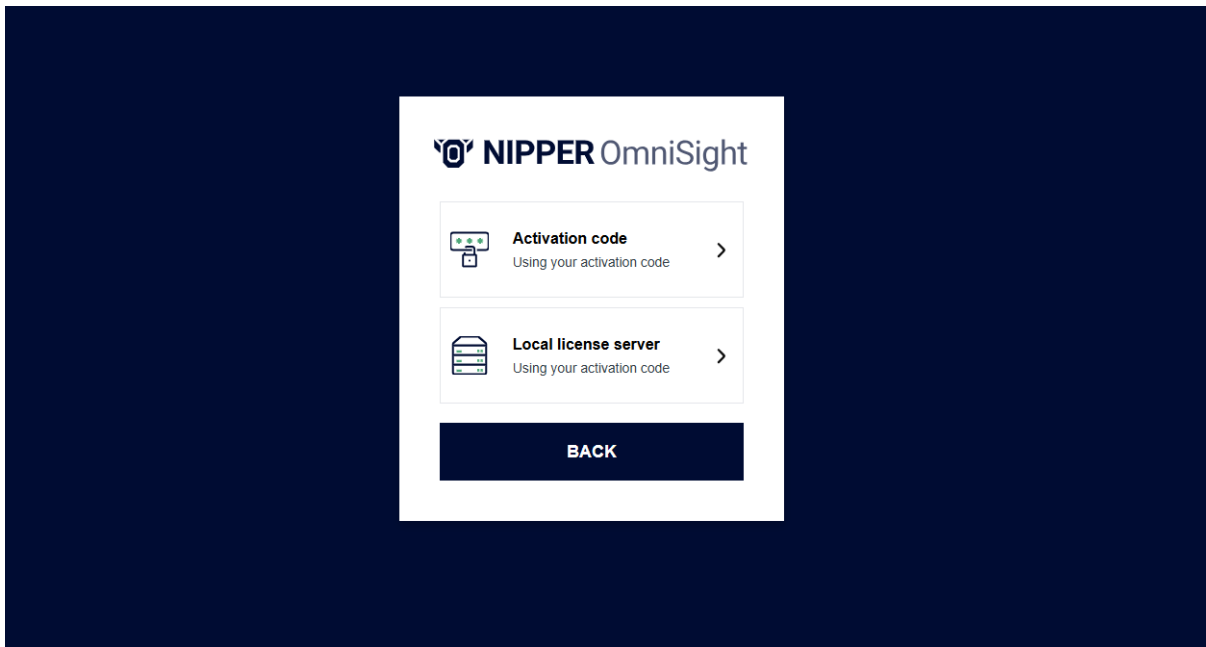 NIPPER OmniSight
Activation code
Using your activation code
Local license server
Using your activation code
BACK